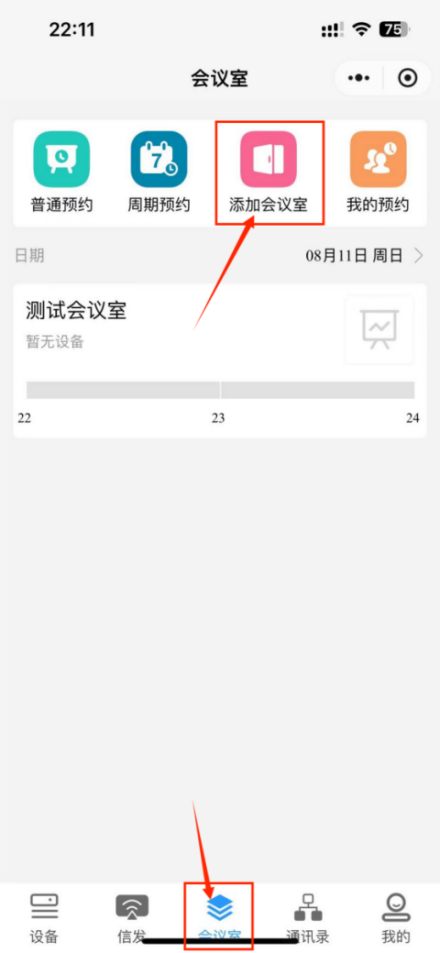 22:11
75
会议室
7
普通预约
周期预约
添加会议室
我的预约
日期
08月11日 周日
测试会议室
暂无设备
22
23
24
设备
信发
会议室
通讯录
我的